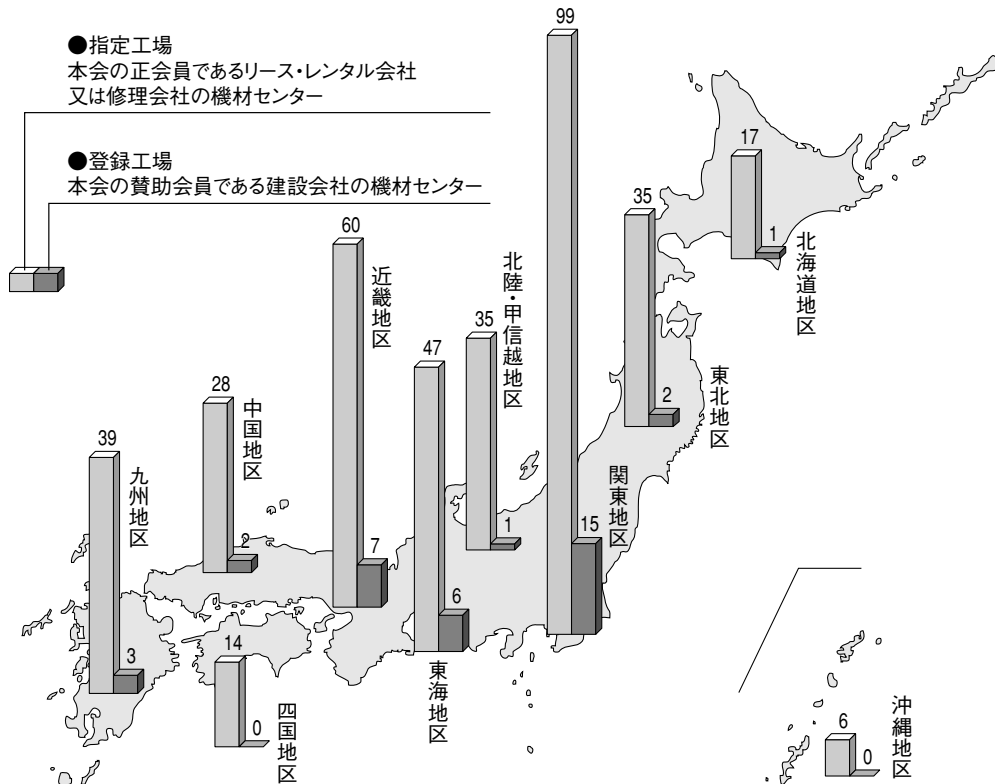 ●指定工場
本会の正会員であるリース・レンタル会社
又は修理会社の機材センター
●登録工場
本会の賛助会員である建設会社の機材センター
99
15
関東地区
17
1
北海道地区
35
2
東北地区
60
7
近畿地区
35
1
北陸・甲信越地区
47
6
東海地区
28
2
中国地区
39
3
九州地区
14
0
四国地区
6
0
沖縄地区